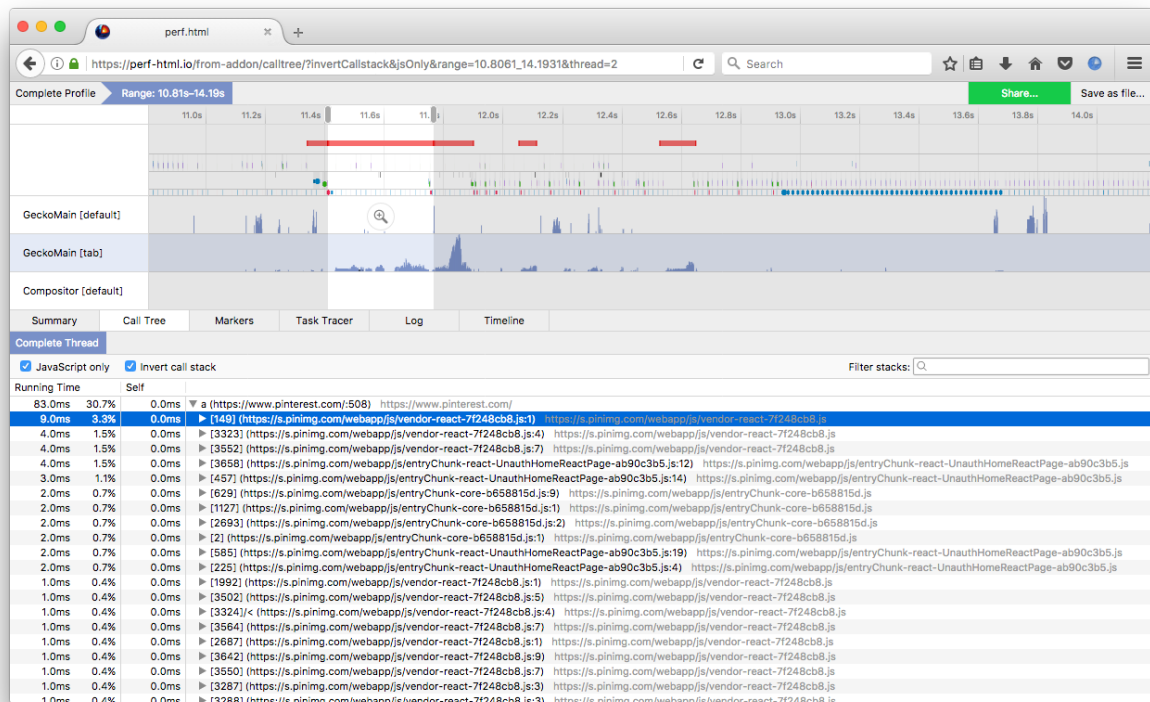 perf.html
https://perf-html.io/from-addon/calltree/?invertCallstack&jsOnly&range=10.8061_14.1931&thread=2 Search
Complete Profile Range: 10.81s–14.19s Share... Save as file...
11.0s 11.2s 11.4s 11.6s 12.0s 12.2s 12.4s 12.6s 12.8s 13.0s 13.2s 13.4s 13.6s 13.8s 14.0s
GeckoMain [default]
GeckoMain [tab]
Compositor [default]
Summary Call Tree Markers Task Tracer Log Timeline
Complete Thread
JavaScript only Invert call stack Filter stacks:
Running Time Self
83.0ms 30.7% 0.0ms a (https://www.pinterest.com/:508) https://www.pinterest.com/
9.0ms 3.3% 0.0ms [149] (https://s.pinimg.com/webapp/js/vendor-react-7f248cb8.js:1) https://s.pinimg.com/webapp/js/vendor-react-7f248cb8.js
4.0ms 1.5% 0.0ms [3323] (https://s.pinimg.com/webapp/js/vendor-react-7f248cb8.js:4) https://s.pinimg.com/webapp/js/vendor-react-7f248cb8.js
4.0ms 1.5% 0.0ms [3552] (https://s.pinimg.com/webapp/js/vendor-react-7f248cb8.js:7) https://s.pinimg.com/webapp/js/vendor-react-7f248cb8.js
4.0ms 1.5% 0.0ms [3658] (https://s.pinimg.com/webapp/js/entryChunk-react-UnauthHomeReactPage-ab90c3b5.js:12) https://s.pinimg.com/webapp/js/entryChunk-react-UnauthHomeReactPage-ab90c3b5.js
3.0ms 1.1% 0.0ms [457] (https://s.pinimg.com/webapp/js/entryChunk-react-UnauthHomeReactPage-ab90c3b5.js:14) https://s.pinimg.com/webapp/js/entryChunk-react-UnauthHomeReactPage-ab90c3b5.js
2.0ms 0.7% 0.0ms [629] (https://s.pinimg.com/webapp/js/entryChunk-core-b658815d.js:9) https://s.pinimg.com/webapp/js/entryChunk-core-b658815d.js
2.0ms 0.7% 0.0ms [1127] (https://s.pinimg.com/webapp/js/entryChunk-core-b658815d.js:1) https://s.pinimg.com/webapp/js/entryChunk-core-b658815d.js
2.0ms 0.7% 0.0ms [2693] (https://s.pinimg.com/webapp/js/entryChunk-core-b658815d.js:2) https://s.pinimg.com/webapp/js/entryChunk-core-b658815d.js
2.0ms 0.7% 0.0ms [2] (https://s.pinimg.com/webapp/js/entryChunk-core-b658815d.js:1) https://s.pinimg.com/webapp/js/entryChunk-core-b658815d.js
2.0ms 0.7% 0.0ms [585] (https://s.pinimg.com/webapp/js/entryChunk-react-UnauthHomeReactPage-ab90c3b5.js:19) https://s.pinimg.com/webapp/js/entryChunk-react-UnauthHomeReactPage-ab90c3b5.js
2.0ms 0.7% 0.0ms [225] (https://s.pinimg.com/webapp/js/entryChunk-react-UnauthHomeReactPage-ab90c3b5.js:4) https://s.pinimg.com/webapp/js/entryChunk-react-UnauthHomeReactPage-ab90c3b5.js
1.0ms 0.4% 0.0ms [1992] (https://s.pinimg.com/webapp/js/vendor-react-7f248cb8.js:1) https://s.pinimg.com/webapp/js/vendor-react-7f248cb8.js
1.0ms 0.4% 0.0ms [3502] (https://s.pinimg.com/webapp/js/vendor-react-7f248cb8.js:5) https://s.pinimg.com/webapp/js/vendor-react-7f248cb8.js
1.0ms 0.4% 0.0ms [3324]/< (https://s.pinimg.com/webapp/js/vendor-react-7f248cb8.js:4) https://s.pinimg.com/webapp/js/vendor-react-7f248cb8.js
1.0ms 0.4% 0.0ms [3564] (https://s.pinimg.com/webapp/js/vendor-react-7f248cb8.js:7) https://s.pinimg.com/webapp/js/vendor-react-7f248cb8.js
1.0ms 0.4% 0.0ms [2687] (https://s.pinimg.com/webapp/js/vendor-react-7f248cb8.js:1) https://s.pinimg.com/webapp/js/vendor-react-7f248cb8.js
1.0ms 0.4% 0.0ms [3642] (https://s.pinimg.com/webapp/js/vendor-react-7f248cb8.js:9) https://s.pinimg.com/webapp/js/vendor-react-7f248cb8.js
1.0ms 0.4% 0.0ms [3550] (https://s.pinimg.com/webapp/js/vendor-react-7f248cb8.js:7) https://s.pinimg.com/webapp/js/vendor-react-7f248cb8.js
1.0ms 0.4% 0.0ms [3287] (https://s.pinimg.com/webapp/js/vendor-react-7f248cb8.js:3) https://s.pinimg.com/webapp/js/vendor-react-7f248cb8.js
1.0ms 0.4% 0.0ms [3288] (https://s.pinimg.com/webapp/js/vendor-react-7f248cb8.js:3) https://s.pinimg.com/webapp/js/vendor-react-7f248cb8.js